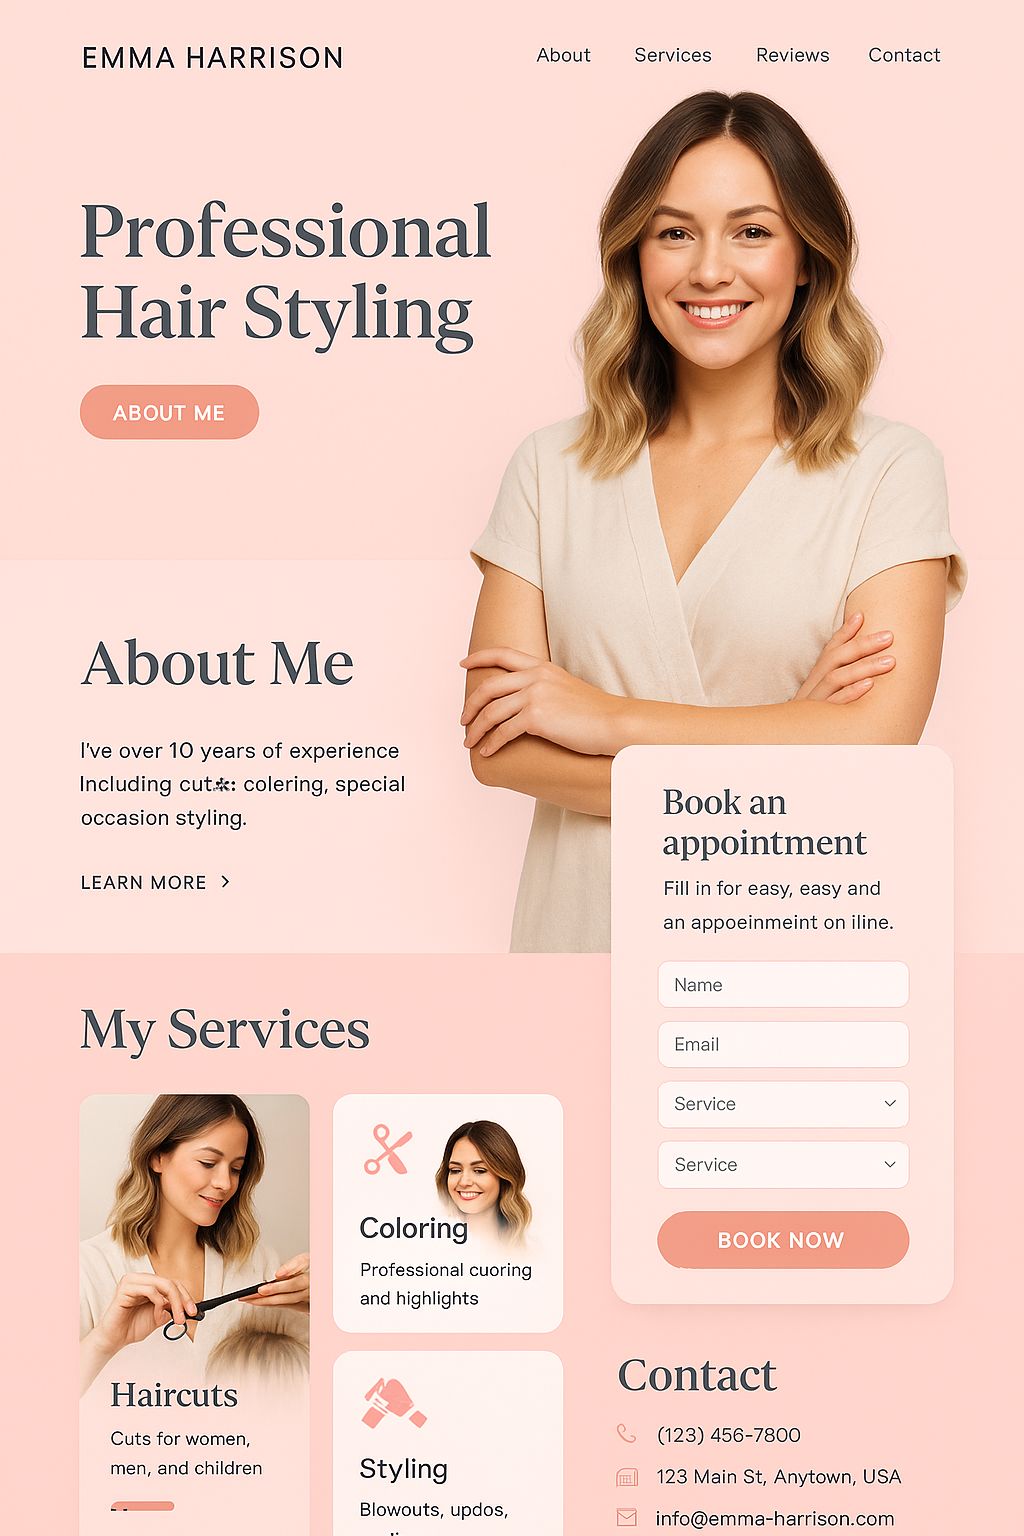 EMMA HARRISON
About Services Reviews Contact
Professional
Hair Styling
ABOUT ME
About Me
I've over 10 years of experience
Including cut colering, special
occasion styling.
LEARN MORE >
Book an
appointment
Fill in for easy, easy and
an appoeinmeint on iline.
Name
Email
Service
Service
BOOK NOW
My Services
Haircuts
Cuts for women,
men, and children
Coloring
Professional cuoring
and highlights
Styling
Blowouts, updos,
Contact
(123) 456-7800
123 Main St, Anytown, USA
info@emma-harrison.com